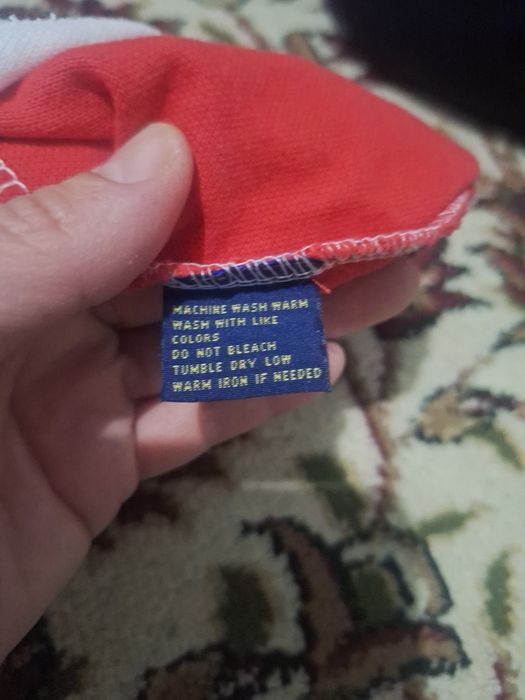 MACHINE WASH WARM
WASH WITH LIKE
COLORS
DO NOT BLEACH
TUMBLE DRY LOW
WARM IRON IF NEEDED